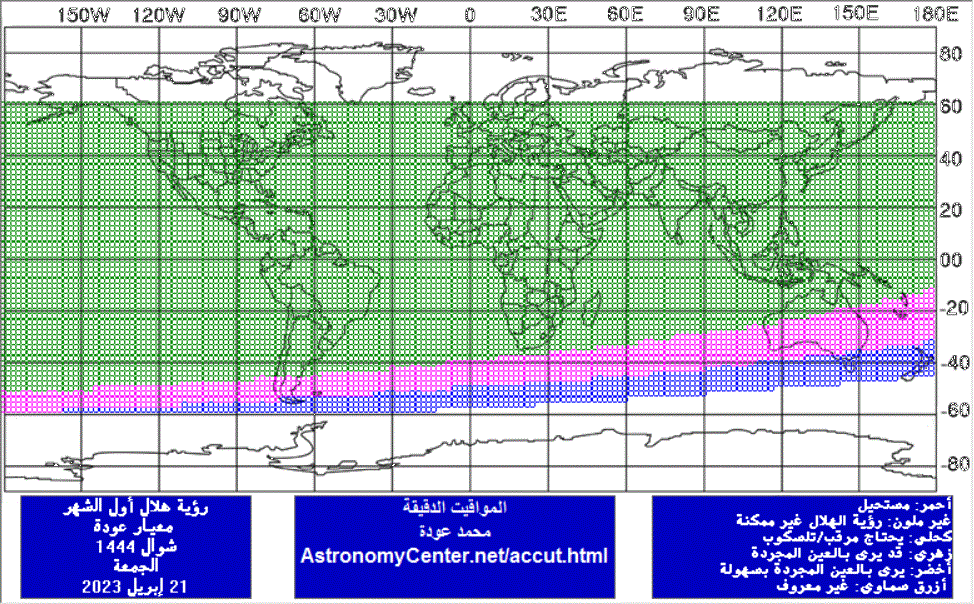 150W 120W 90W 60W 30W 0 30E 60E 90E 120E 150E 180E
80
60
40
20
00
-20
-40
-60
-80
رؤية هلال أول الشهر
معيار عودة
شوال 1444
الجمعة
21 إبريل 2023
المواقيت الدقيقة
محمد عودة
AstronomyCenter.net/accut.html
أحمر: مستحيل
غير ملون: رؤية الهلال غير ممكنة
كحلي: يحتاج مرقب/تلسكوب
زهري: قد يرى بالعين المجردة
أخضر: يرى بالعين المجردة بسهولة
أزرق سماوي: غير معروف